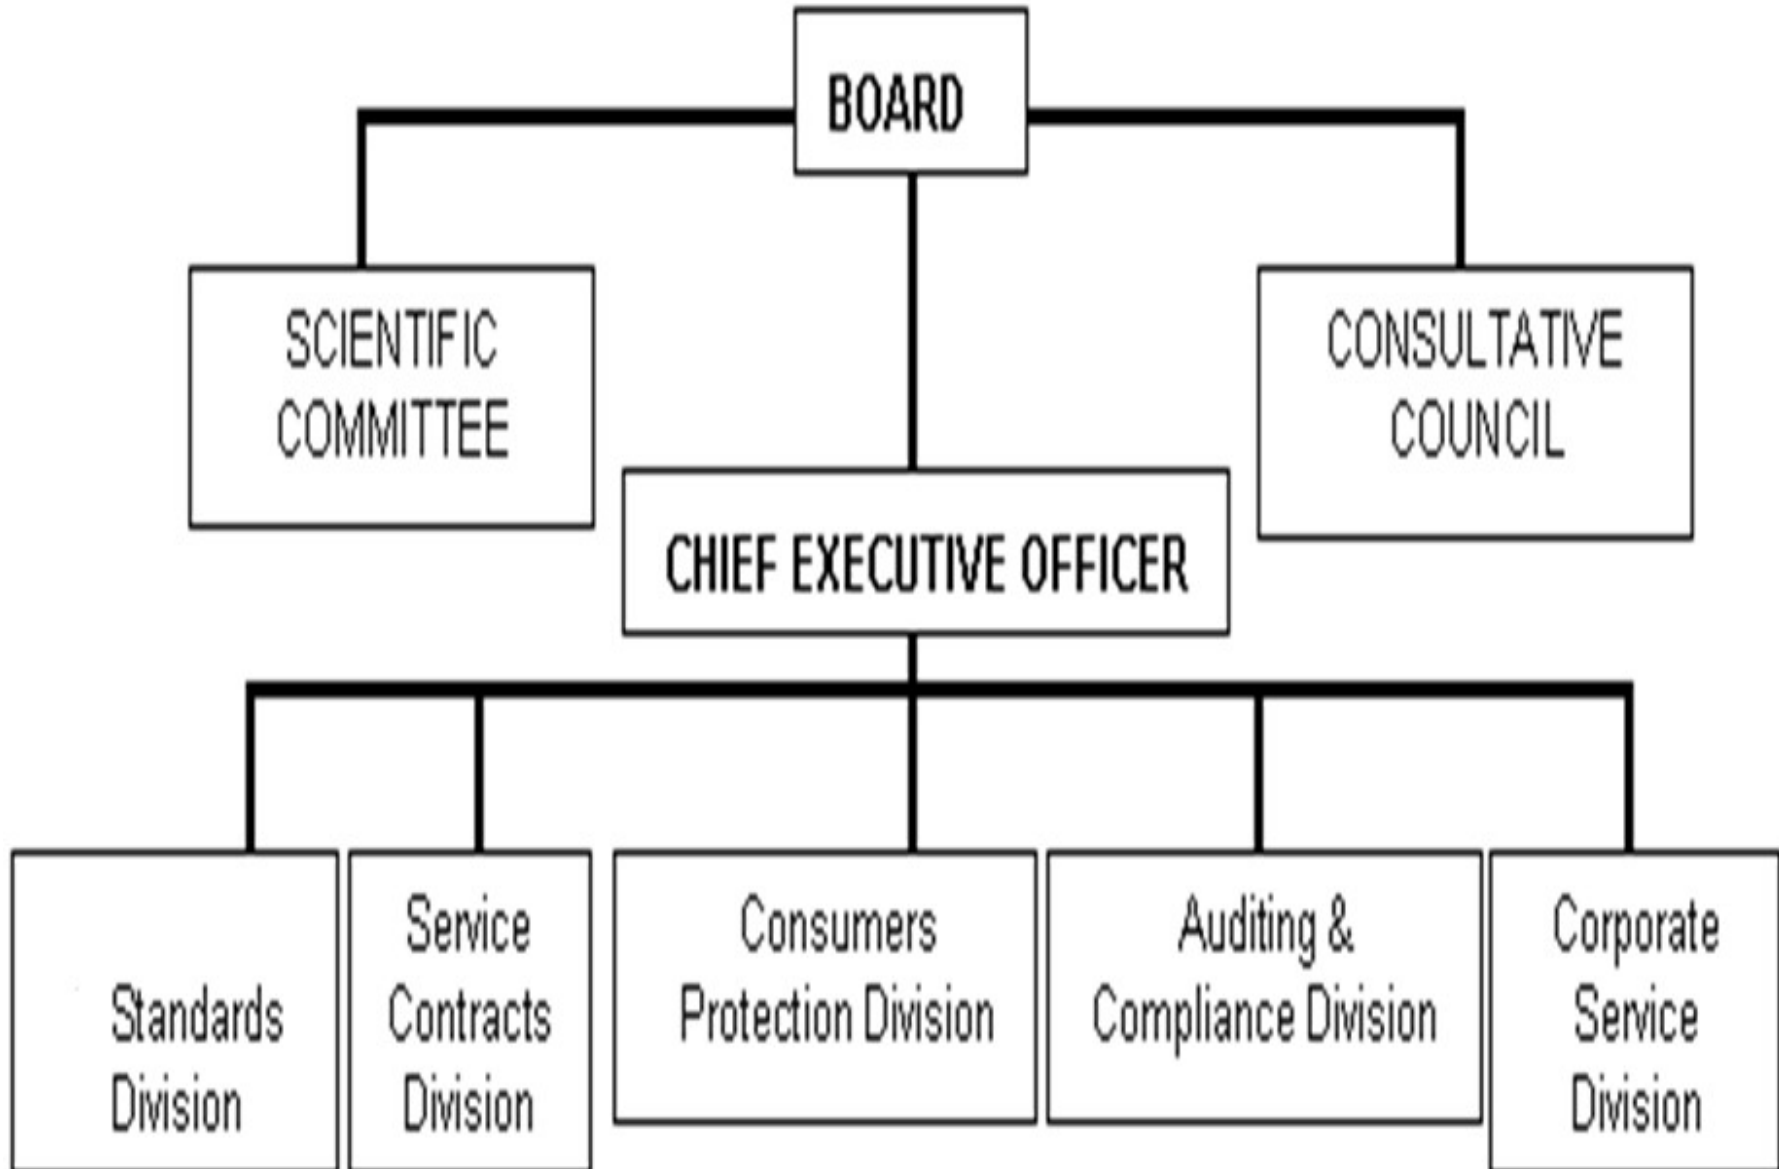 BOARD
SCIENTIFIC
COMMITTEE
CONSULTATIVE
COUNCIL
CHIEF EXECUTIVE OFFICER
Standards
Division
Service
Contracts
Division
Consumers
Protection Division
Auditing &
Compliance Division
Corporate
Service
Division